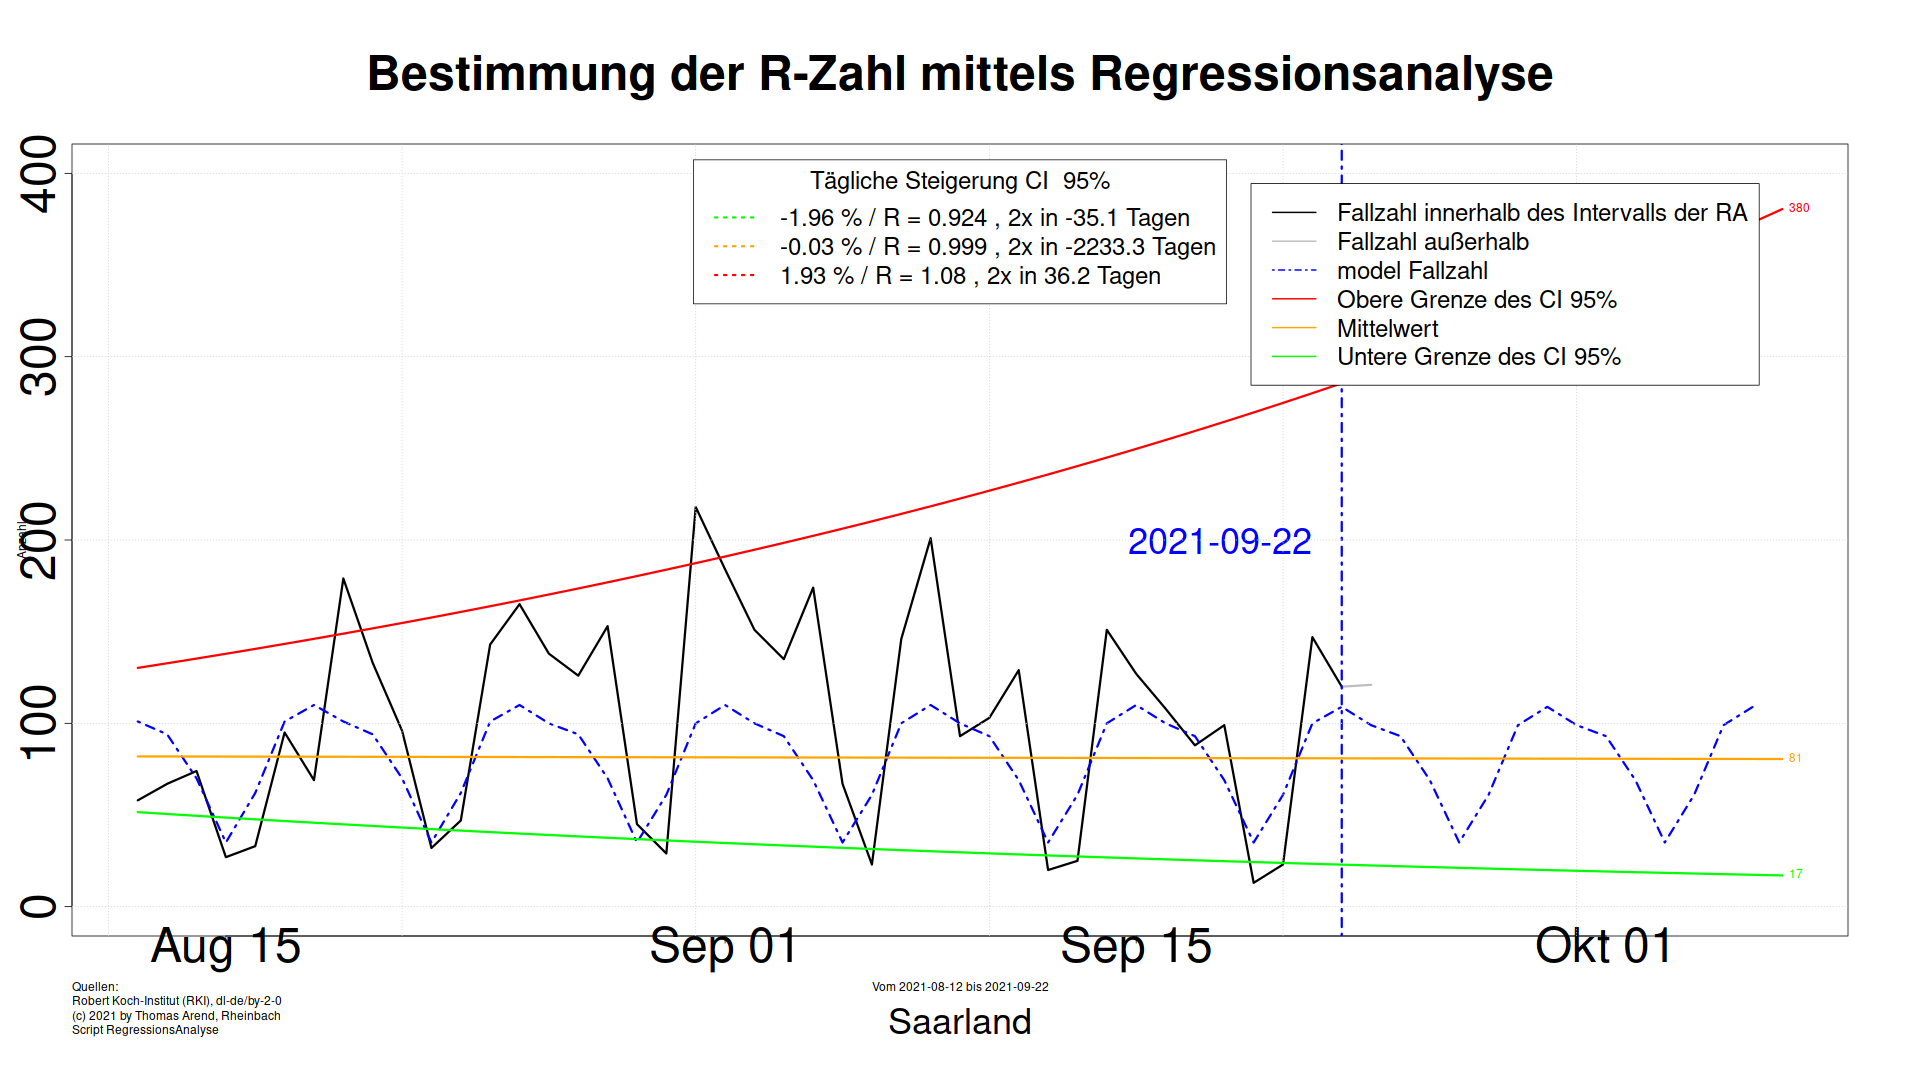 Bestimmung der R-Zahl mittels Regressionsanalyse
Tägliche Steigerung CI  95%
-1.96 % / R = 0.924 , 2x in -35.1 Tagen
-0.03 % / R = 0.999 , 2x in -2233.3 Tagen
1.93 % / R = 1.08 , 2x in 36.2 Tagen
Fallzahl innerhalb des Intervalls der RA
Fallzahl außerhalb
model Fallzahl
Obere Grenze des CI 95%
Mittelwert
Untere Grenze des CI 95%
380
400
300
200
100
0
Anzahl
2021-09-22
81
17
Aug 15
Sep 01
Sep 15
Okt 01
Quellen:
Robert Koch-Institut (RKI), dl-de/by-2-0
(c) 2021 by Thomas Arend, Rheinbach
Script RegressionsAnalyse
Vom 2021-08-12 bis 2021-09-22
Saarland